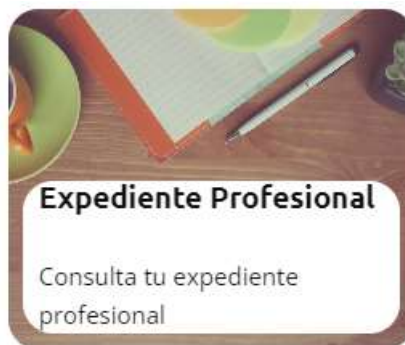 Expediente Profesional
Consulta tu expediente
profesional